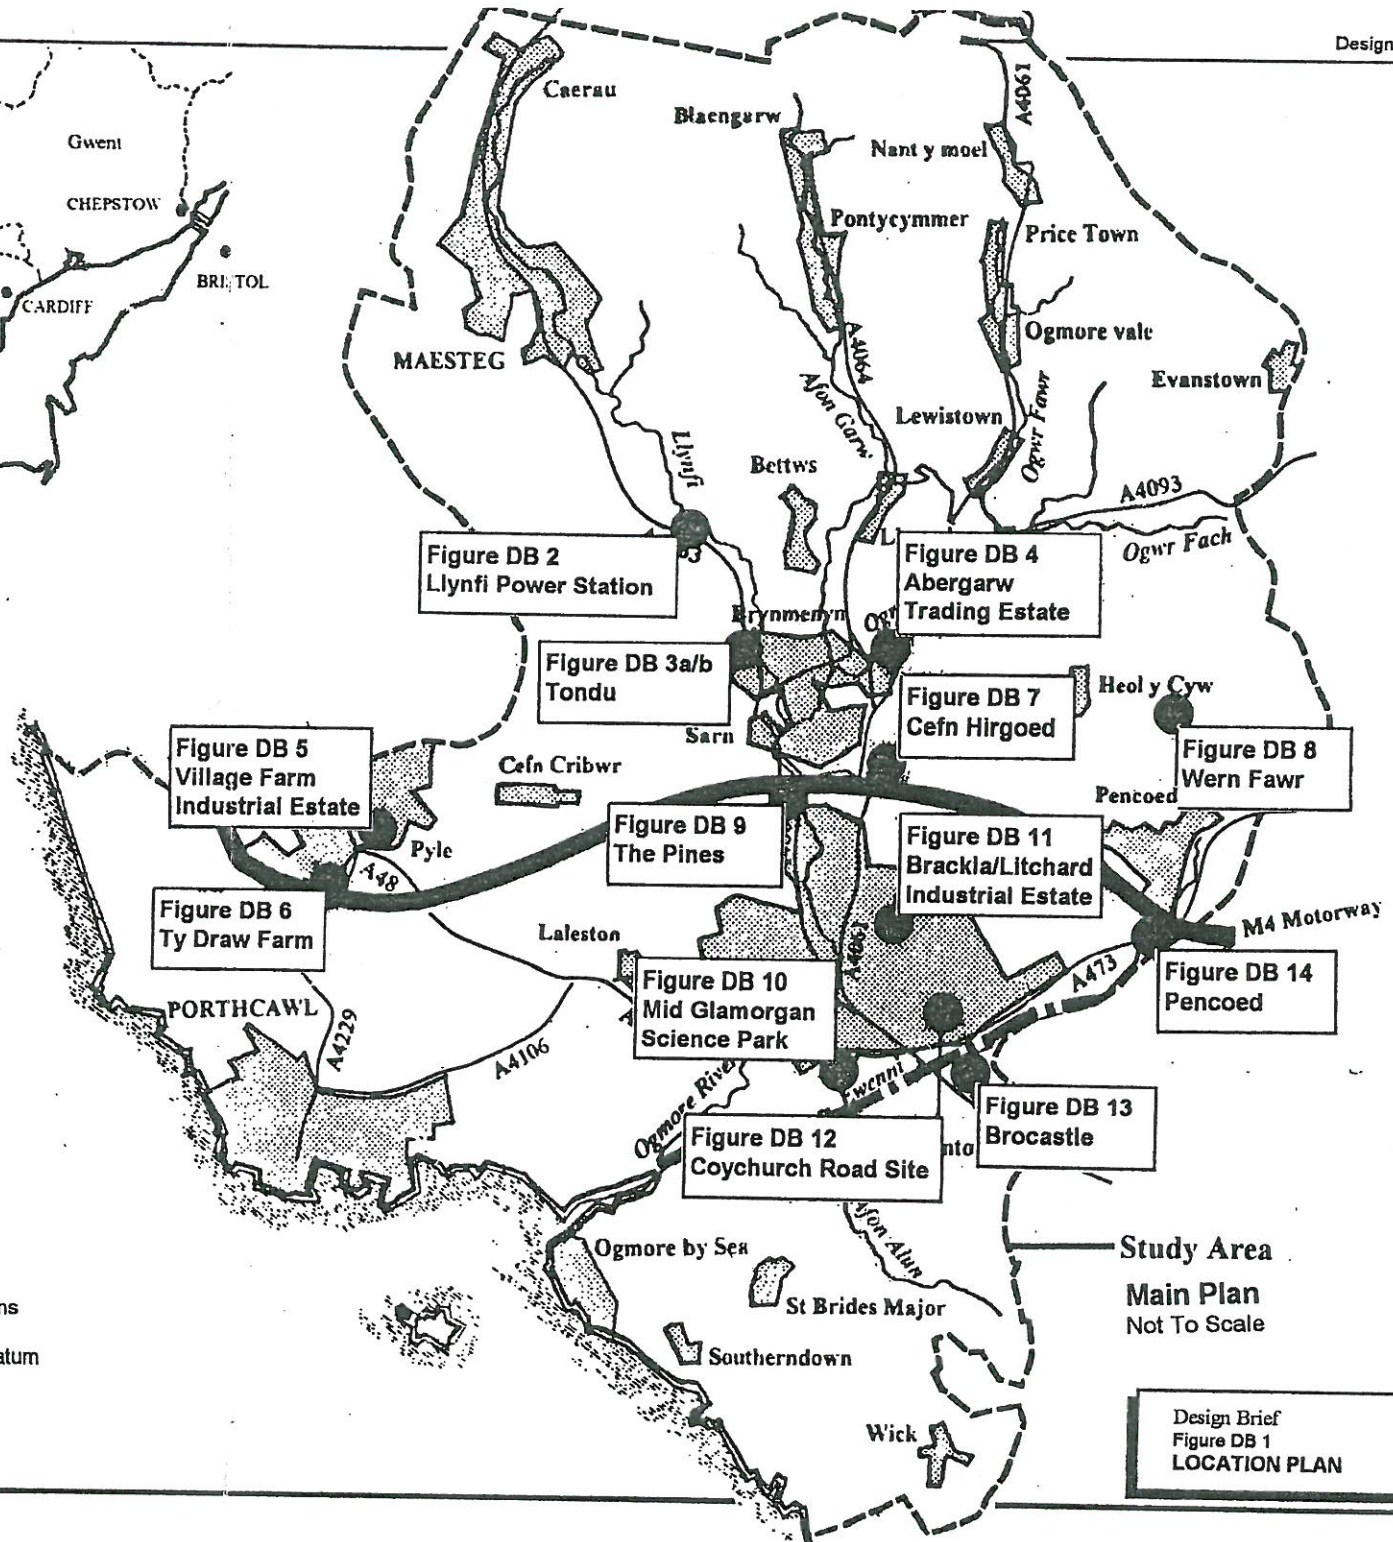 Design
Caerau
A4061
Blaengarw
Nant y moel
Gwent
CHEPSTOW
Pontycymmer
Price Town
BRISTOL
CARDIFF
Ogmore vale
MAESTEG
A4064
Evanstown
Afon Garw
Lewistown
Ogwr Fawr
Llynfi
Bettws
A4093
Ogwr Fach
Figure DB 2
Llynfi Power Station
Figure DB 4
Abergarw
Trading Estate
Brynmenyn
Figure DB 3a/b
Tondu
Figure DB 7
Cefn Hirgoed
Heol y Cyw
Sarn
Figure DB 5
Village Farm
Industrial Estate
Figure DB 8
Wern Fawr
Cefn Cribwr
Pencoed
Figure DB 9
The Pines
Figure DB 11
Brackla/Litchard
Industrial Estate
Pyle
A48
Figure DB 6
Ty Draw Farm
Laleston
A4061
M4 Motorway
Figure DB 10
Mid Glamorgan
Science Park
A473
Figure DB 14
Pencoed
PORTHCAWL
A4229
A4106
Ogmore River
Ewenni
Figure DB 13
Brocastle
Figure DB 12
Coychurch Road Site
Afon Alun
Ogmore by Sea
Study Area
Main Plan
Not To Scale
St Brides Major
Southerndown
Wick
Design Brief
Figure DB 1
LOCATION PLAN